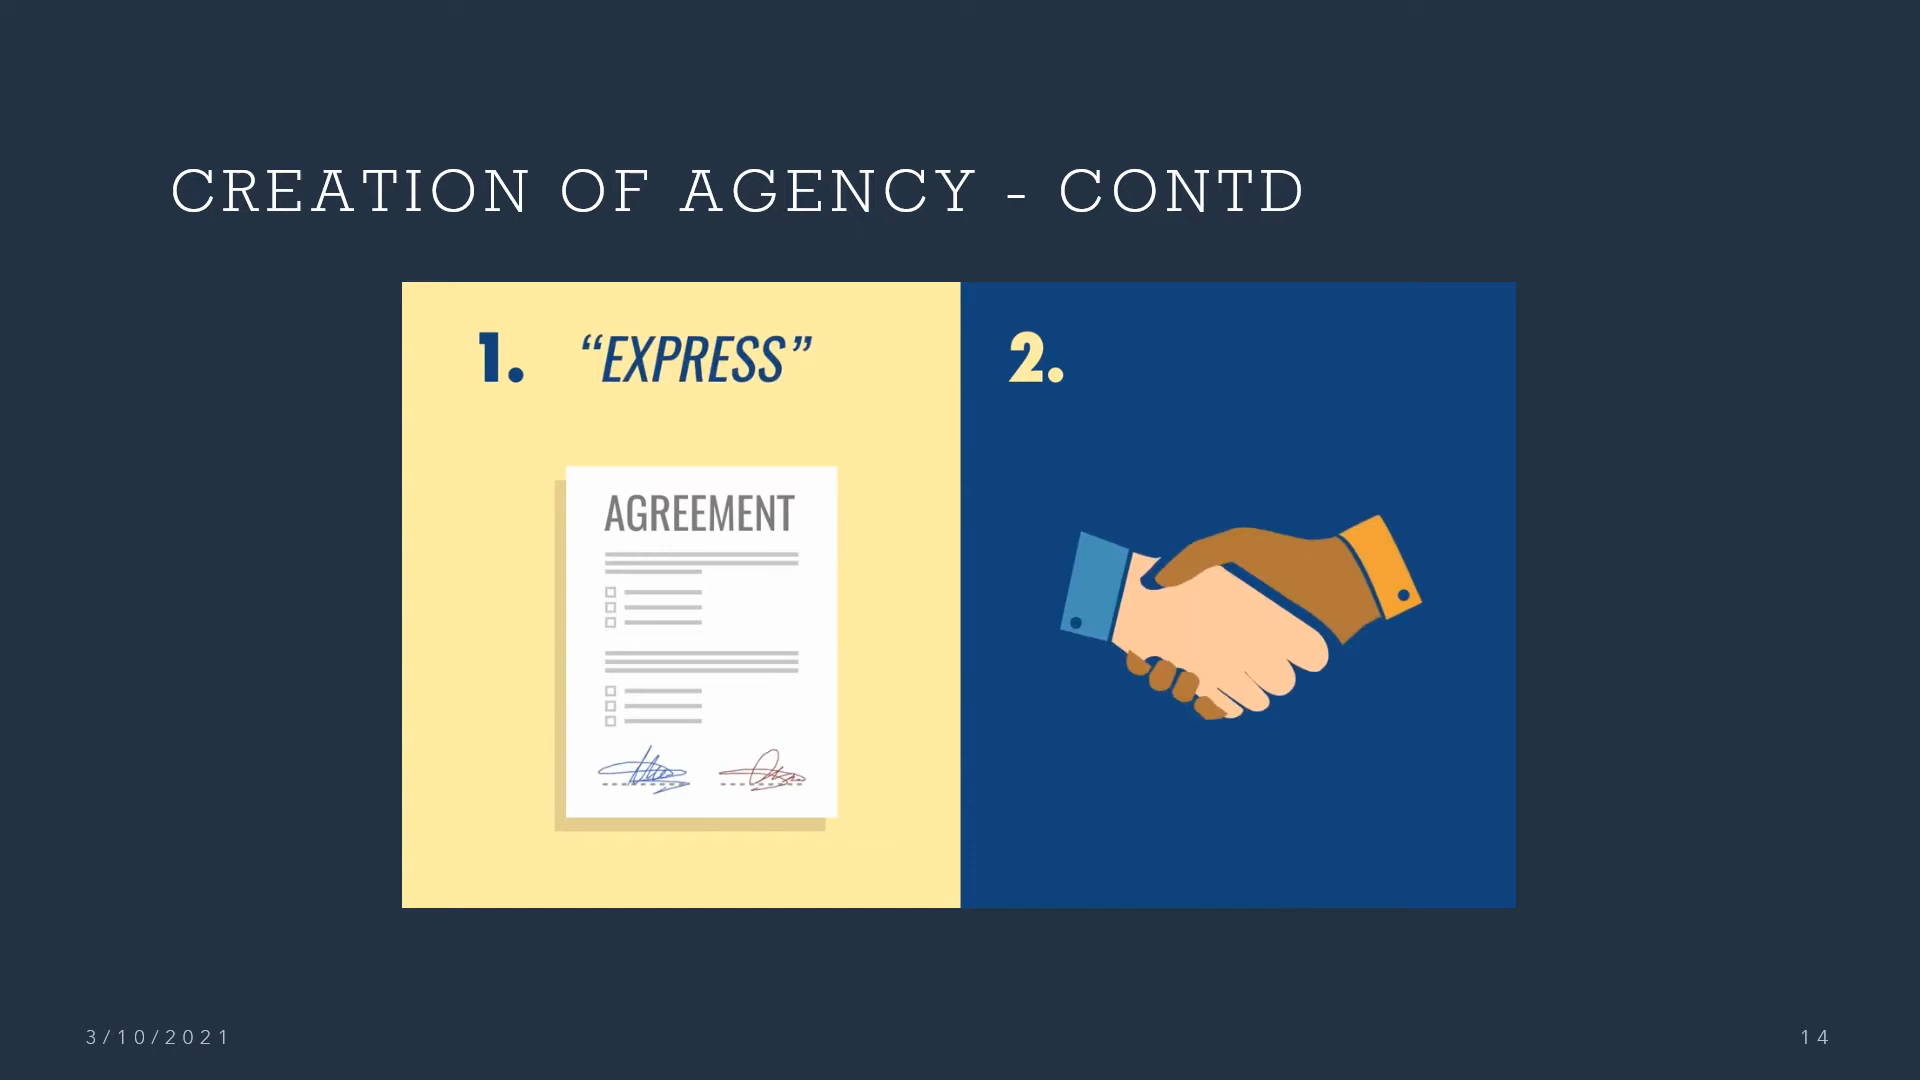 CREATION OF AGENCY - CONTD
1. “EXPRESS”
2.
AGREEMENT
3/10/2021
14